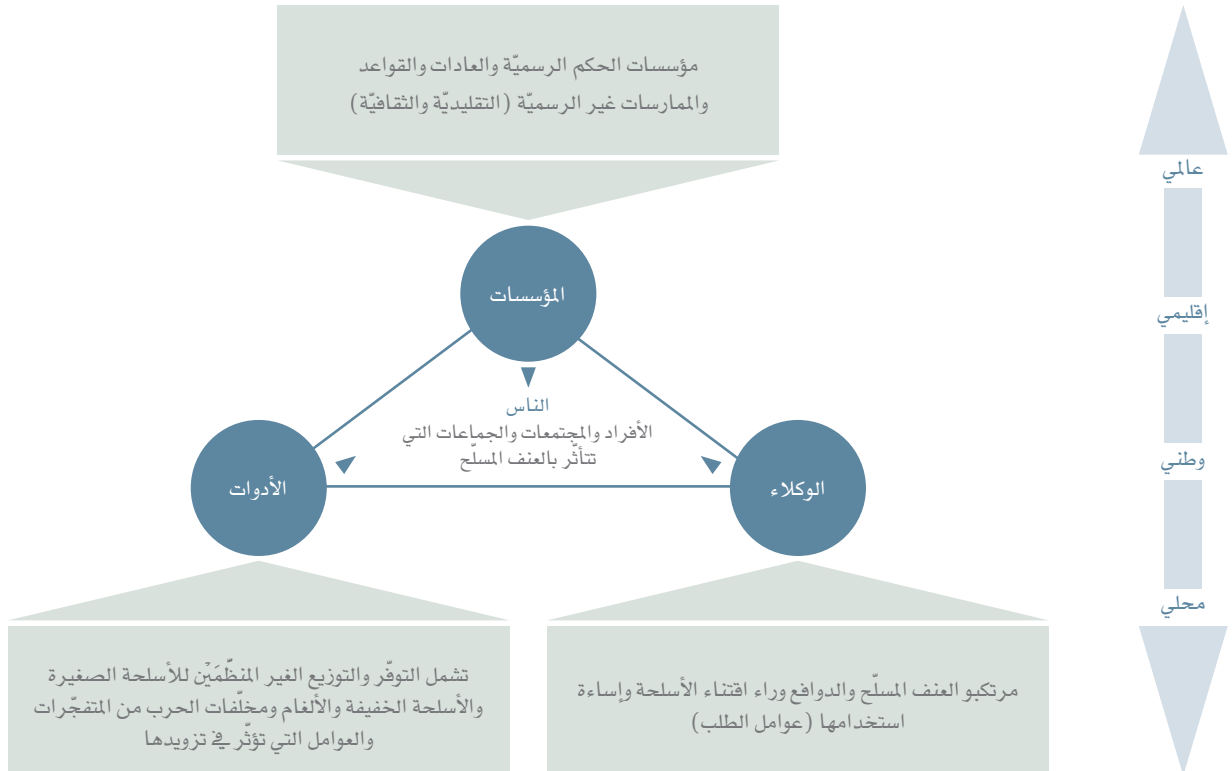 مؤسسات الحكم الرسميّة والعادات والقواعد
والممارسات غير الرسميّة (التقليديّة والثقافيّة)
عالمي
المؤسسات
إقليمي
الناس
الأفراد والمجتمعات والجماعات التي
تتأثّر بالعنف المسلّح
وطني
الوكلاء
الأدوات
محلي
مرتكبو العنف المسلّح والدوافع وراء اقتناء الأسلحة وإساءة
استخدامها (عوامل الطلب)
تشمل التوفّر والتوزيع الغير المنظّمَيْن للأسلحة الصغيرة
والأسلحة الخفيفة والألغام ومخلّفات الحرب من المتفجّرات
والعوامل التي تؤثّر في تزويدها